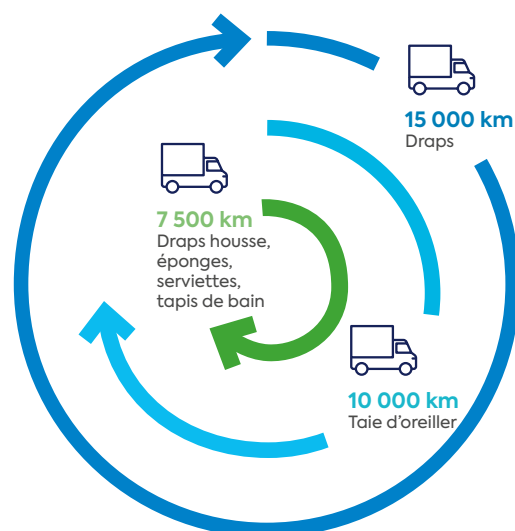 15 000 km
Draps
7 500 km
Draps housse,
éponges,
serviettes,
tapis de bain
10 000 km
Taie d'oreiller